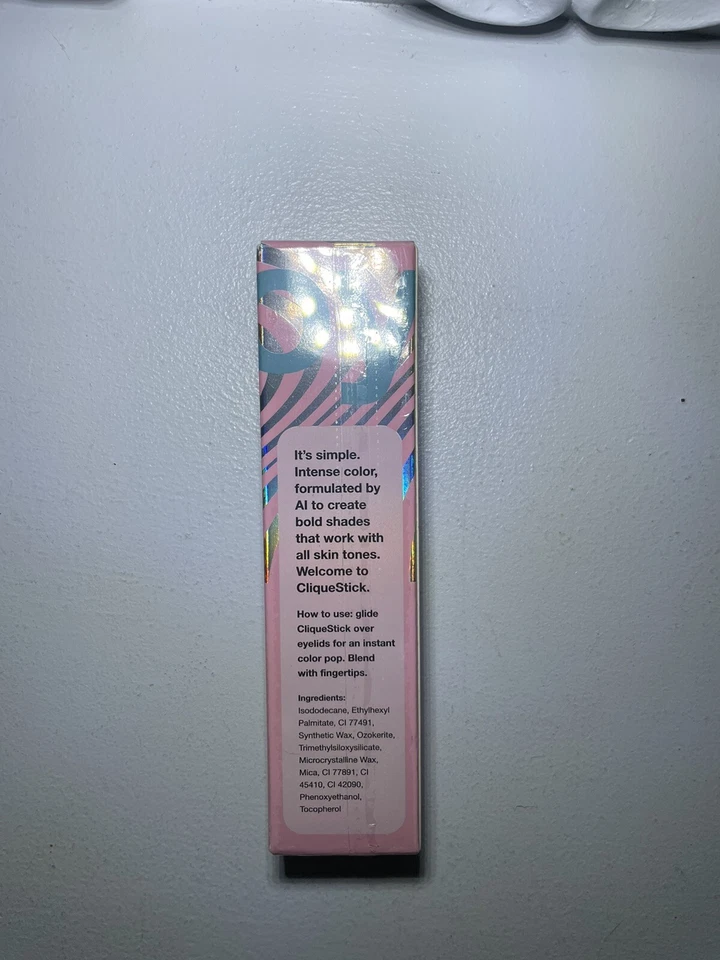 It's simple.
Intense color,
formulated by
AI to create
bold shades
that work with
all skin tones.
Welcome to
CliqueStick.
How to use: glide
CliqueStick over
eyelids for an instant
color pop. Blend
with fingertips.
Ingredients:
Isododecane, Ethylhexyl
Palmitate, CI 77491,
Synthetic Wax, Ozokerite,
Trimethylsiloxysilicate,
Microcrystalline Wax,
Mica, CI 77891, CI
45410, CI 42090,
Phenoxyethanol,
Tocopherol